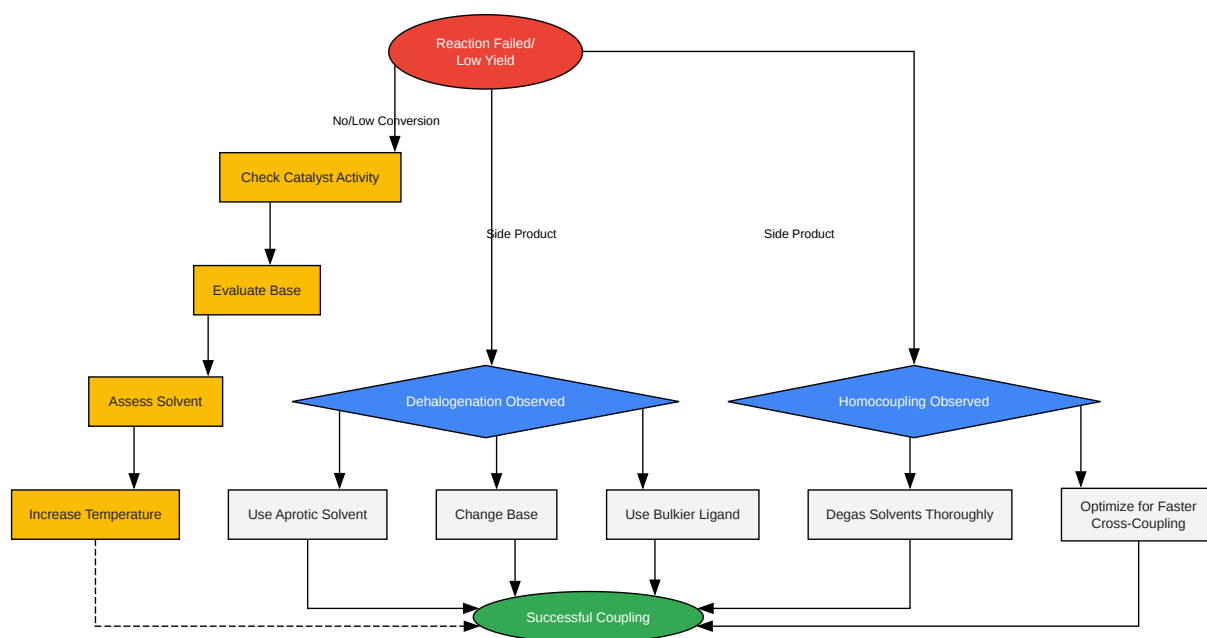 Reaction Failed/
Low Yield
No/Low Conversion
Check Catalyst Activity
Side Product
Side Product
Evaluate Base
Assess Solvent
Dehalogenation Observed
Homocoupling Observed
Increase Temperature
Use Aprotic Solvent
Change Base
Use Bulkier Ligand
Degas Solvents Thoroughly
Optimize for Faster
Cross-Coupling
Successful Coupling